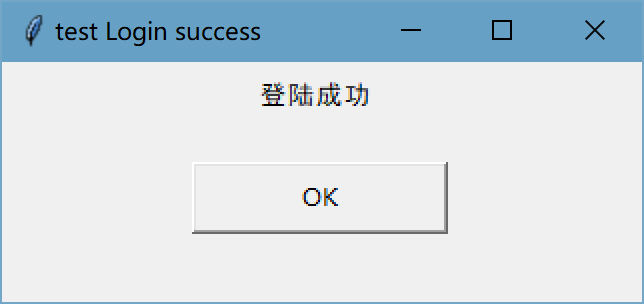 test Login success
登陆成功
OK